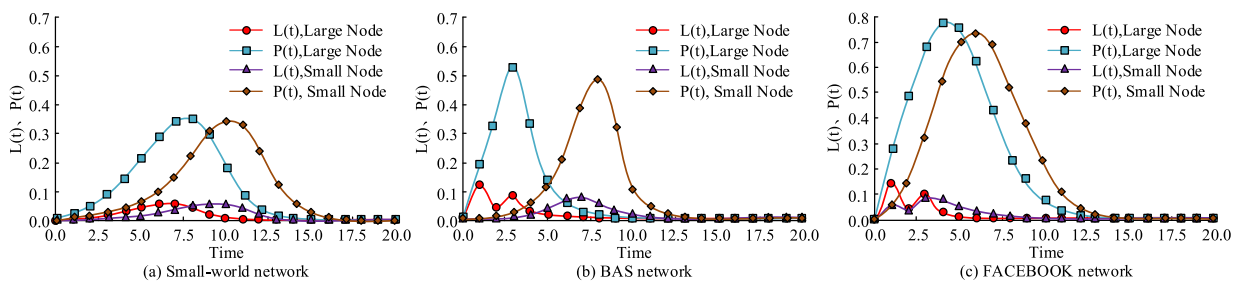 0.7
0.6
0.5
0.4
0.3
0.2
0.1
0.0
L(t)、P(t)
L(t),Large Node
P(t),Large Node
L(t),Small Node
P(t), Small Node
0.0 2.5 5.0 7.5 10.0 12.5 15.0 17.5 20.0
Time
(a) Small-world network
0.7
0.6
0.5
0.4
0.3
0.2
0.1
0.0
L(t)、P(t)
L(t),Large Node
P(t),Large Node
L(t),Small Node
P(t), Small Node
0.0 2.5 5.0 7.5 10.0 12.5 15.0 17.5 20.0
Time
(b) BAS network
0.8
0.7
0.6
0.5
0.4
0.3
0.2
0.1
0.0
L(t)、P(t)
L(t),Large Node
P(t),Large Node
L(t),Small Node
P(t), Small Node
0.0 2.5 5.0 7.5 10.0 12.5 15.0 17.5 20.0
Time
(c) FACEBOOK network